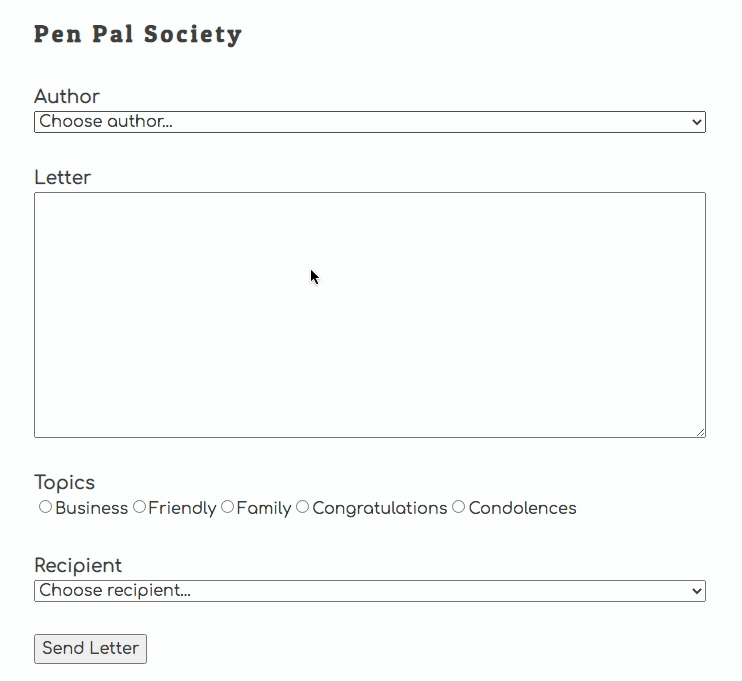 Pen Pal Society
Author
Choose author...
Letter
Topics
Business Friendly Family Congratulations Condolences
Recipient
Choose recipient...
Send Letter